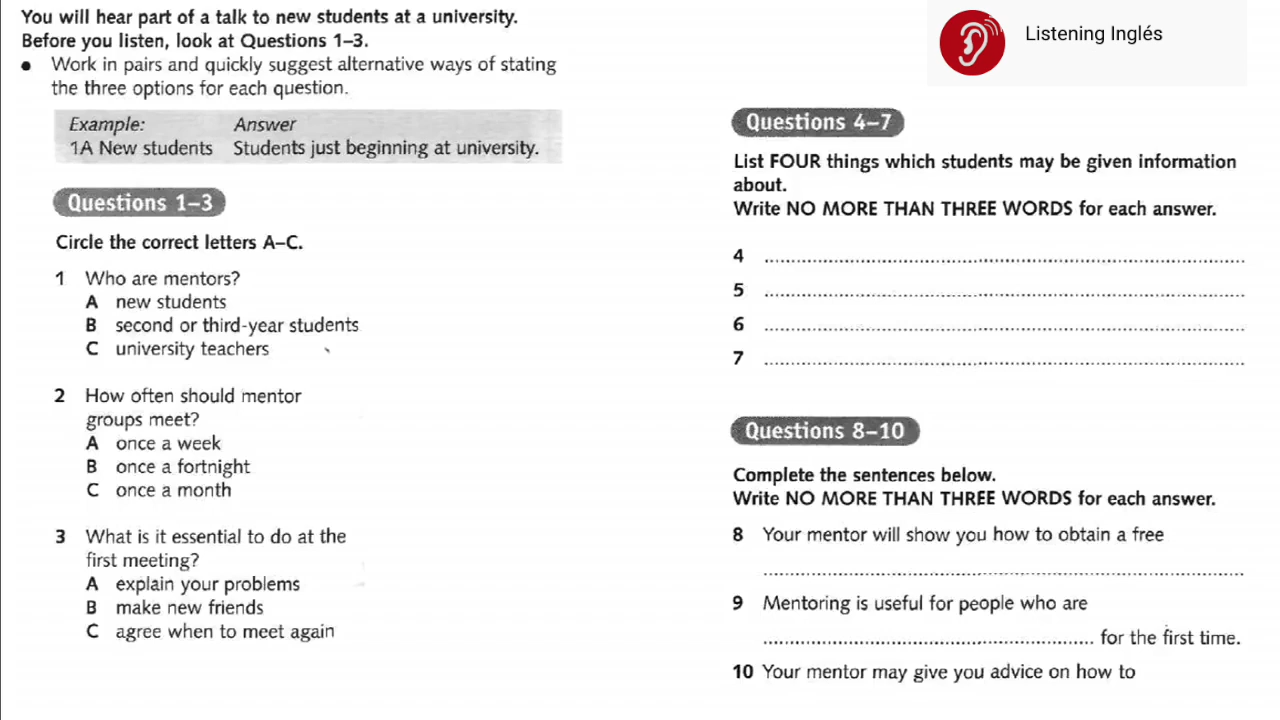 You will hear part of a talk to new students at a university.
Before you listen, look at Questions 1–3.
● Work in pairs and quickly suggest alternative ways of stating
the three options for each question.
Example: Answer
1A New students Students just beginning at university.
Questions 1–3
Circle the correct letters A–C.
1 Who are mentors?
A new students
B second or third-year students
C university teachers
2 How often should mentor
groups meet?
A once a week
B once a fortnight
C once a month
3 What is it essential to do at the
first meeting?
A explain your problems
B make new friends
C agree when to meet again
Listening Inglés
Questions 4–7
List FOUR things which students may be given information
about.
Write NO MORE THAN THREE WORDS for each answer.
4 ........................................................................
5 ........................................................................
6 ........................................................................
7 ........................................................................
Questions 8–10
Complete the sentences below.
Write NO MORE THAN THREE WORDS for each answer.
8 Your mentor will show you how to obtain a free
........................................................................
9 Mentoring is useful for people who are
.................................................. for the first time.
10 Your mentor may give you advice on how to